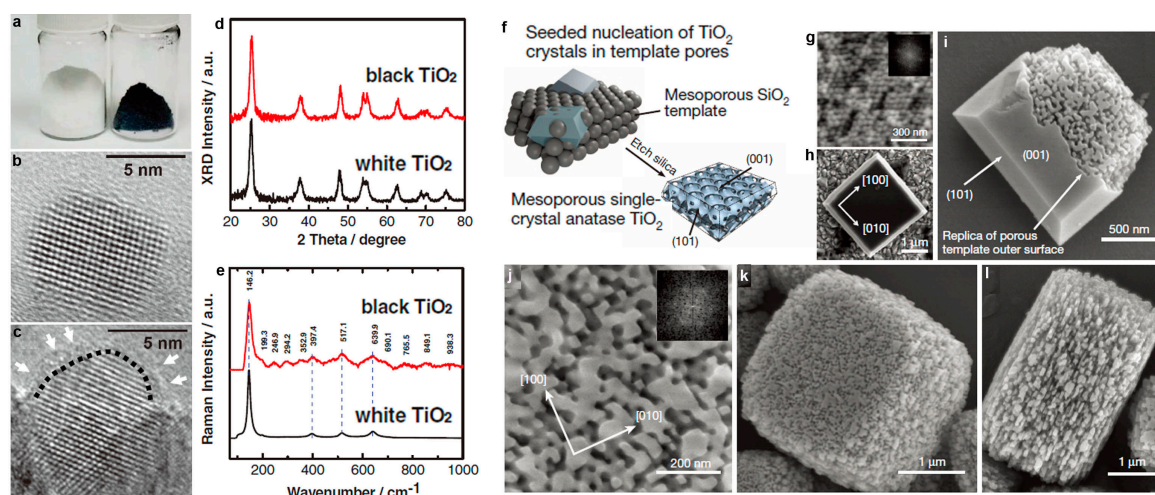 a
b
5 nm
c
5nm
d
XRD Intensity / a.u.
black TiO₂
white TiO₂
20 30 40 50 60 70 80
2 Theta / degree
e
Raman Intensity / a.u.
146.2
199.3
246.9
294.2
352.9
397.4
517.1
639.9
690.1
765.5
849.1
938.3
black TiO₂
white TiO₂
200 400 600 800 1000
Wavenumber / cm⁻¹
f
Seeded nucleation of TiO₂
crystals in template pores
Mesoporous SiO₂
template
Etch silica
(001)
Mesoporous single-
crystal anatase TiO₂
(101)
g
300 nm
h
[100]
[010]
1 μm
i
(001)
(101)
Replica of porous
template outer surface
500 nm
j
[100]
[010]
200 nm
k
1 μm
l
1 μm